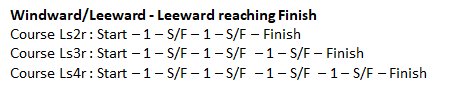 Windward/Leeward - Leeward reaching Finish
Course Ls2r : Start – 1 – S/F – 1 – S/F – Finish
Course Ls3r : Start – 1 – S/F – 1 – S/F – 1 – S/F – Finish
Course Ls4r : Start – 1 – S/F – 1 – S/F – 1 – S/F – 1 – S/F – Finish